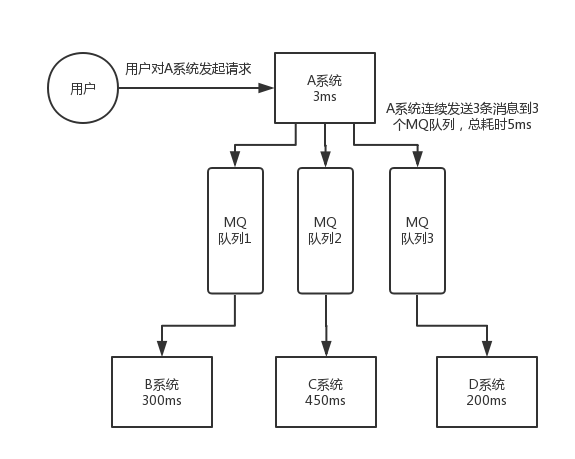 用户
用户对A系统发起请求
A系统
3ms
A系统连续发送3条消息到3
个MQ队列，总耗时5ms
MQ
队列1
MQ
队列2
MQ
队列3
B系统
300ms
C系统
450ms
D系统
200ms